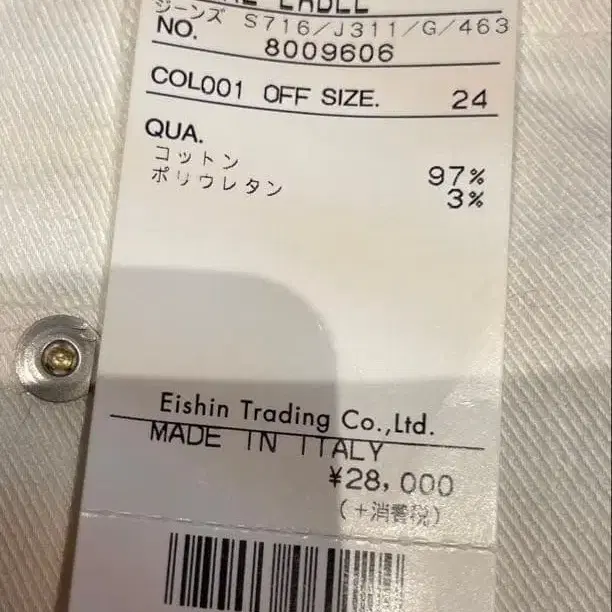 LABEL
ジーンズ S716/J311/G/463
NO. 8009606
COL001 OFF SIZE. 24
QUA.
コットン 97%
ポリウレタン 3%
Eishin Trading Co.,Ltd.
MADE IN ITALY
¥28,000
(+消費税)